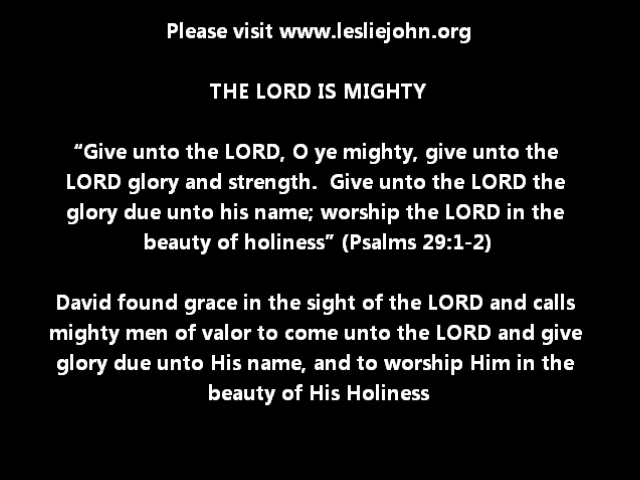 Please visit www.lesliejohn.org
THE LORD IS MIGHTY
“Give unto the LORD, O ye mighty, give unto the
LORD glory and strength.  Give unto the LORD the
glory due unto his name; worship the LORD in the
beauty of holiness” (Psalms 29:1-2)
David found grace in the sight of the LORD and calls
mighty men of valor to come unto the LORD and give
glory due unto His name, and to worship Him in the
beauty of His Holiness